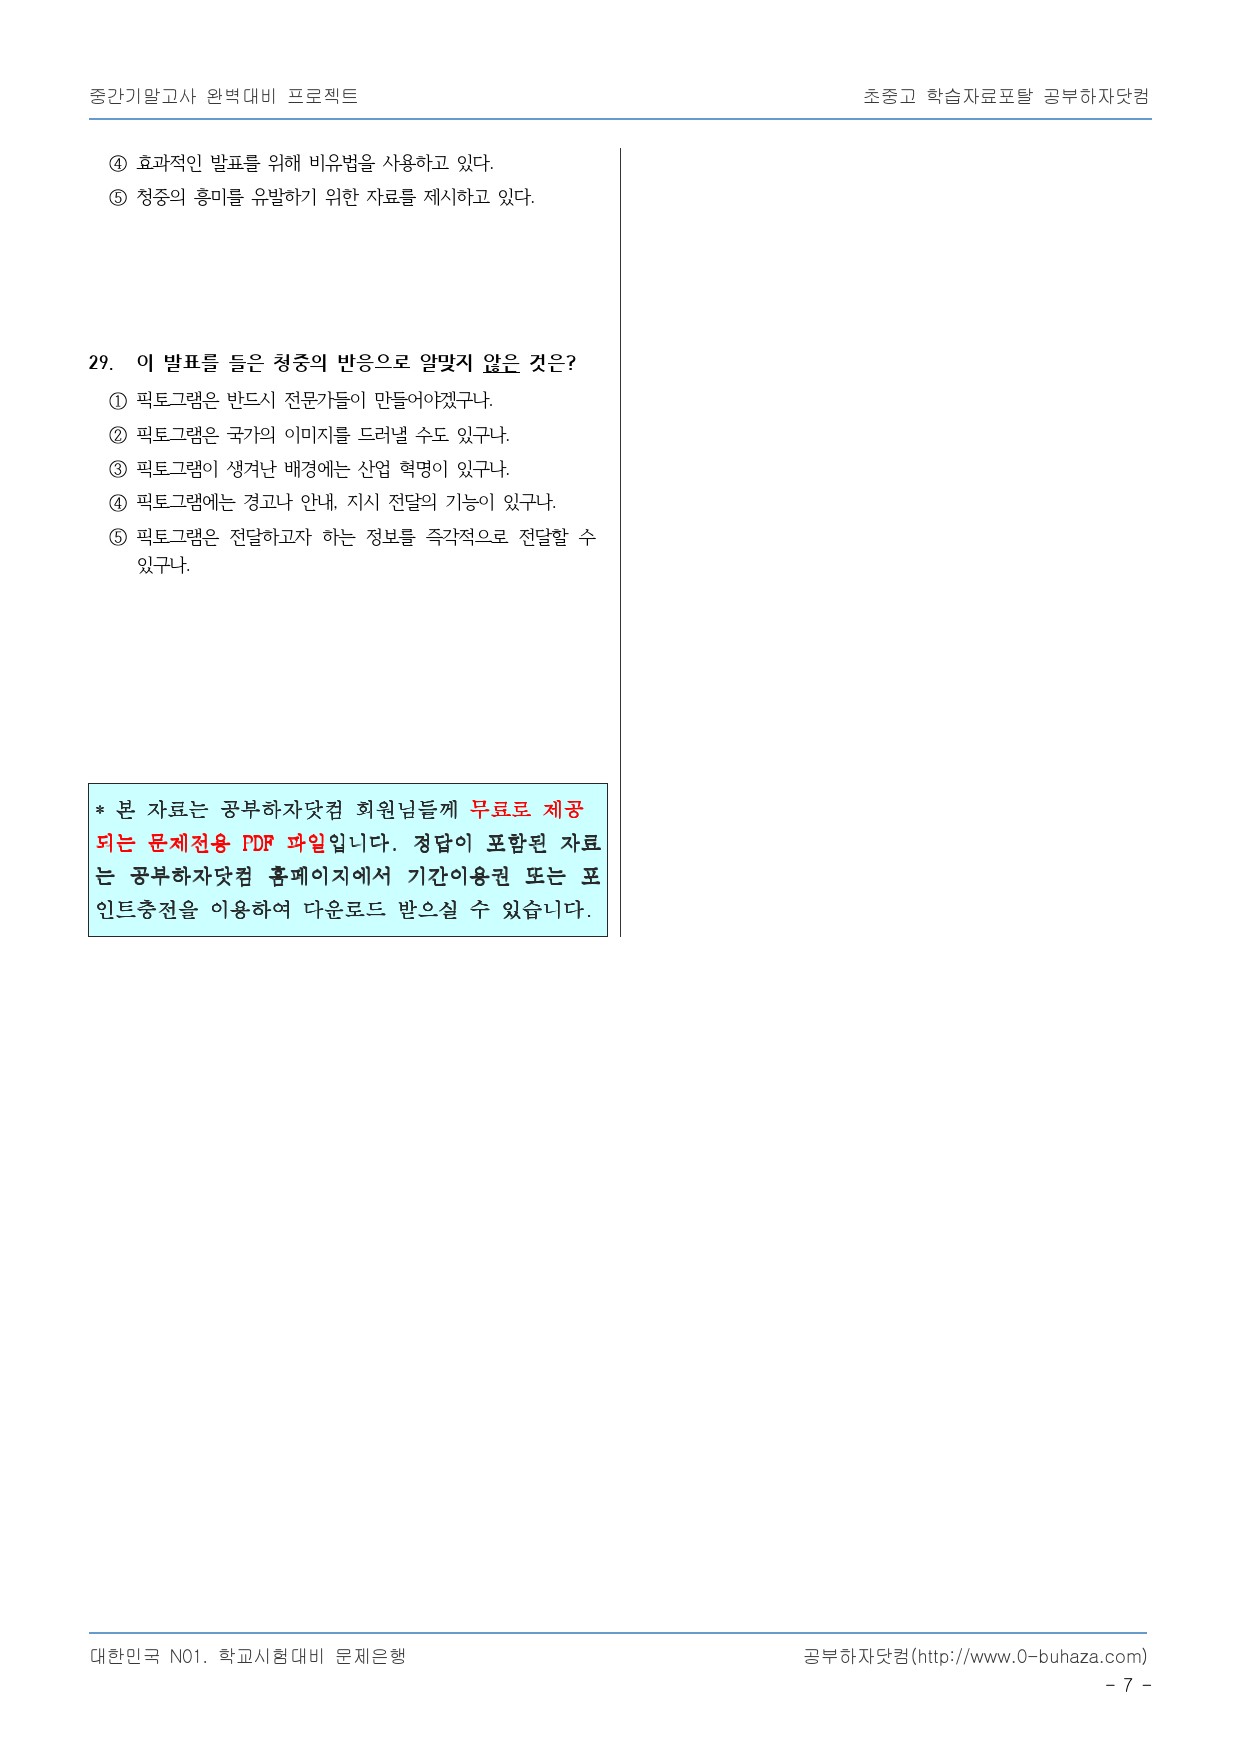 중간기말고사 완벽대비 프로젝트
초중고 학습자료포탈 공부하자닷컴
④ 효과적인 발표를 위해 비유법을 사용하고 있다.
⑤ 청중의 흥미를 유발하기 위한 자료를 제시하고 있다.
29. 이 발표를 들은 청중의 반응으로 알맞지 않은 것은?
① 픽토그램은 반드시 전문가들이 만들어야겠구나.
② 픽토그램은 국가의 이미지를 드러낼 수도 있구나.
③ 픽토그램이 생겨난 배경에는 산업 혁명이 있구나.
④ 픽토그램에는 경고나 안내, 지시 전달의 기능이 있구나.
⑤ 픽토그램은 전달하고자 하는 정보를 즉각적으로 전달할 수
있구나.
* 본 자료는 공부하자닷컴 회원님들께 무료로 제공
되는 문제전용 PDF 파일입니다. 정답이 포함된 자료
는 공부하자닷컴 홈페이지에서 기간이용권 또는 포
인트충전을 이용하여 다운로드 받으실 수 있습니다.
대한민국 N01. 학교시험대비 문제은행
공부하자닷컴(http://www.0-buhaza.com)
- 7 -